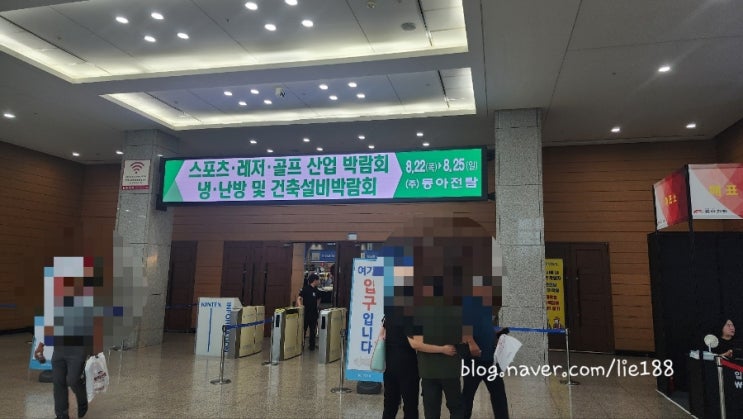 스포츠·레저·골프 산업 박람회 8.22(목)~8.25(일)
냉·난방 및 건축설비박람회 (주)동아전람
KINTEX
여기
입구입니다
매표
blog.naver.com/lie188